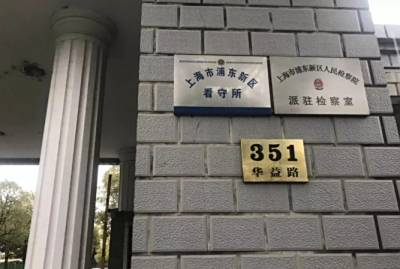 上海市浦东新区
看守所
上海市浦东新区人民检察院
派驻检察室
351
华益路